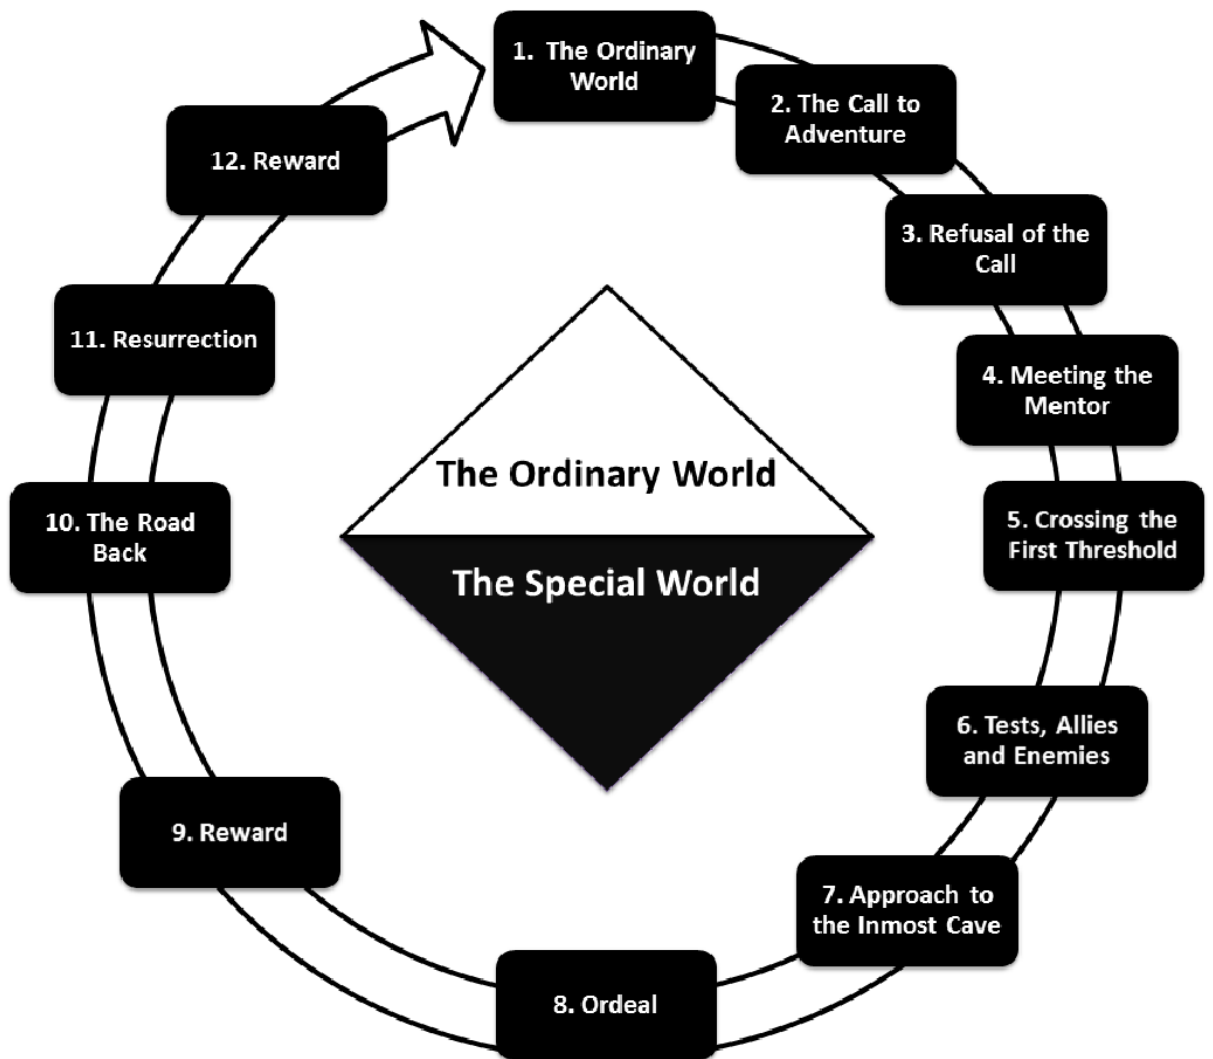 1. The Ordinary
World
2. The Call to
Adventure
3. Refusal of the
Call
4. Meeting the
Mentor
5. Crossing the
First Threshold
6. Tests, Allies
and Enemies
7. Approach to
the Inmost Cave
8. Ordeal
9. Reward
10. The Road
Back
11. Resurrection
12. Reward
The Ordinary World
The Special World